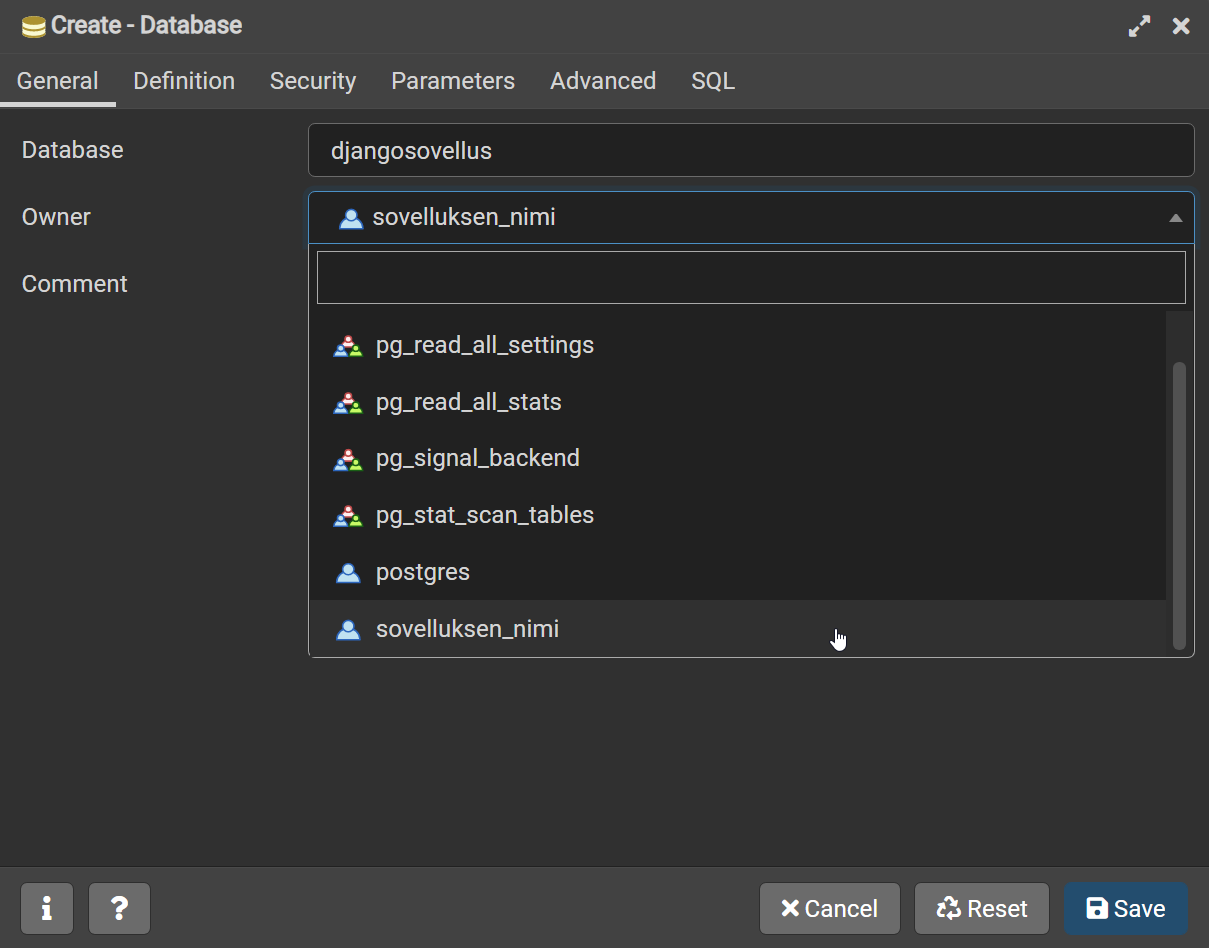 Create - Database
General Definition Security Parameters Advanced SQL
Database djangosovellus
Owner sovelluksen_nimi
Comment
pg_read_all_settings
pg_read_all_stats
pg_signal_backend
pg_stat_scan_tables
postgres
sovelluksen_nimi
i ? Cancel Reset Save